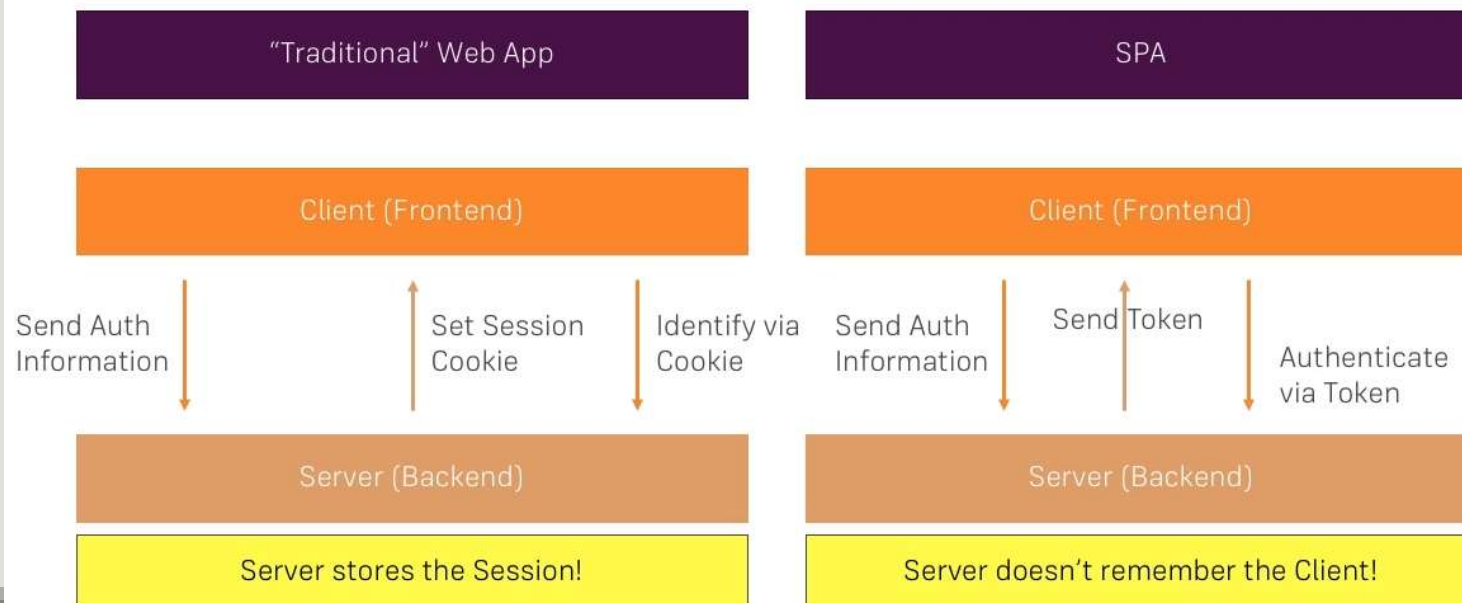 “Traditional” Web App
SPA
Client (Frontend)
Client (Frontend)
Send Auth
Information
Set Session
Cookie
Identify via
Cookie
Send Auth
Information
Send Token
Authenticate
via Token
Server (Backend)
Server (Backend)
Server stores the Session!
Server doesn’t remember the Client!